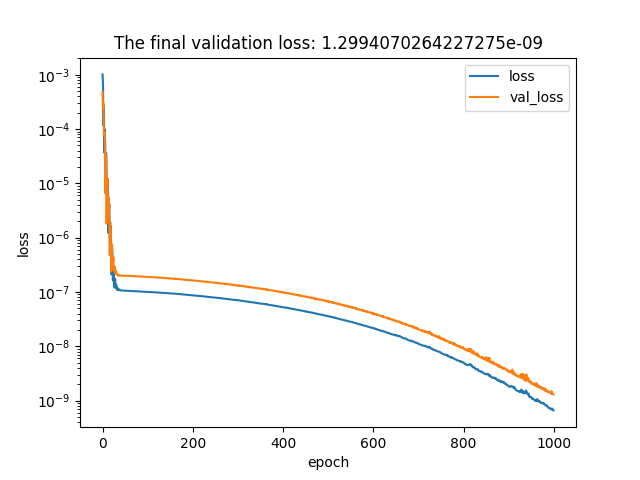 The final validation loss: 1.2994070264227275e-09
loss
val_loss
10⁻³
10⁻⁴
10⁻⁵
10⁻⁶
10⁻⁷
10⁻⁸
10⁻⁹
loss
0 200 400 600 800 1000
epoch